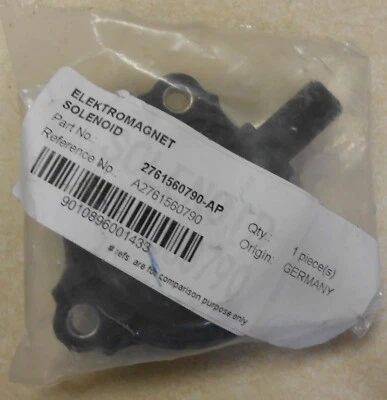 ELEKTROMAGNET
SOLENOID
Part No.: 2761560790-AP Qty.: 1 piece(s)
Reference No.: A2761560790 Origin: GERMANY
9010896001433
# refs are for comparison purpose only